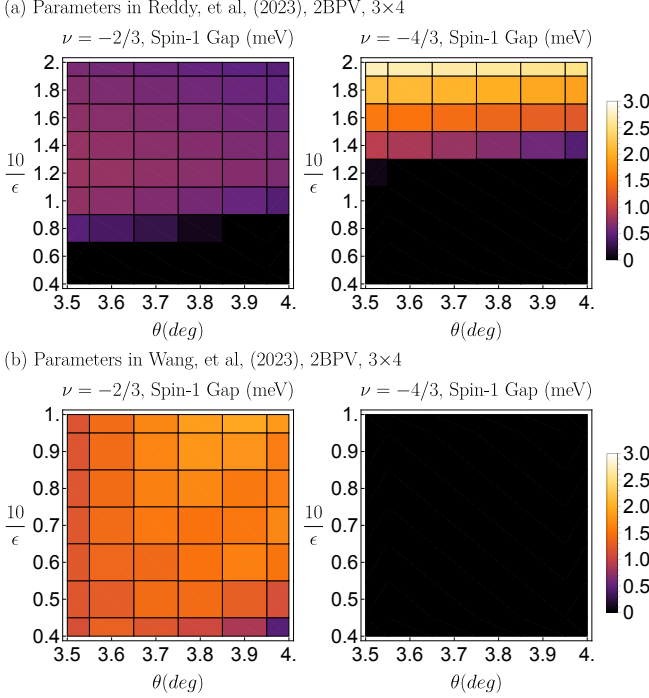 (a) Parameters in Reddy, et al, (2023), 2BPV, 3×4
ν = −2/3, Spin-1 Gap (meV)
ν = −4/3, Spin-1 Gap (meV)
2.
1.8
1.6
1.4
1.2
1.
0.8
0.6
0.4
10/ϵ
3.5 3.6 3.7 3.8 3.9 4.
θ(deg)
2.
1.8
1.6
1.4
1.2
1.
0.8
0.6
0.4
10/ϵ
3.5 3.6 3.7 3.8 3.9 4.
θ(deg)
3.0
2.5
2.0
1.5
1.0
0.5
0
(b) Parameters in Wang, et al, (2023), 2BPV, 3×4
ν = −2/3, Spin-1 Gap (meV)
ν = −4/3, Spin-1 Gap (meV)
1.
0.9
0.8
0.7
0.6
0.5
0.4
10/ϵ
3.5 3.6 3.7 3.8 3.9 4.
θ(deg)
1.
0.9
0.8
0.7
0.6
0.5
0.4
10/ϵ
3.5 3.6 3.7 3.8 3.9 4.
θ(deg)
3.0
2.5
2.0
1.5
1.0
0.5
0